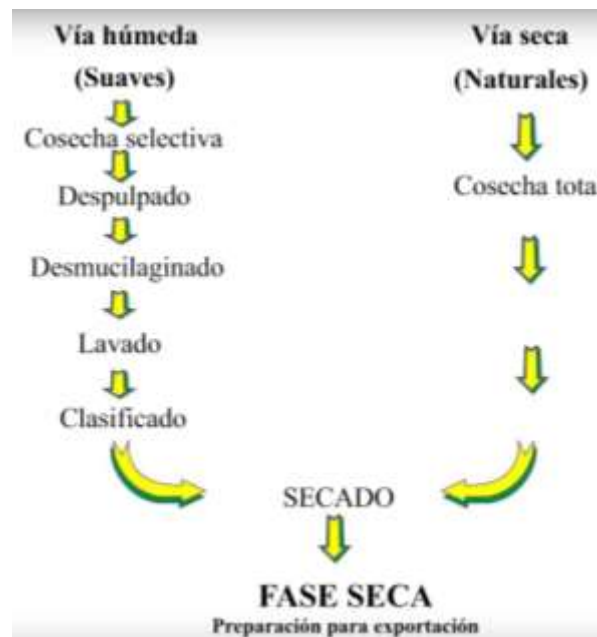 Vía húmeda
(Suaves)
Cosecha selectiva
Despulpado
Desmucilaginado
Lavado
Clasificado
Vía seca
(Naturales)
Cosecha tota
SECADO
FASE SECA
Preparación para exportación